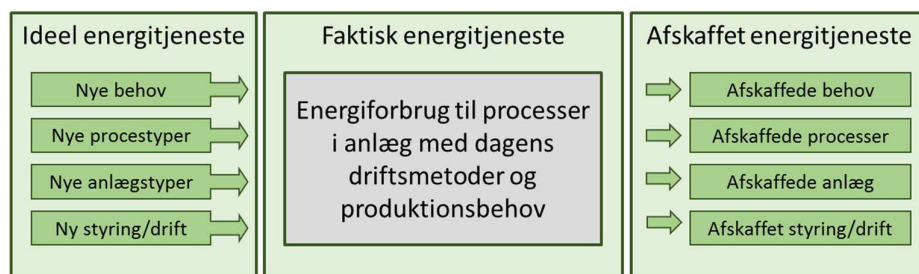 Ideel energitjeneste
Nye behov
Nye procestyper
Nye anlægstyper
Ny styring/drift
Faktisk energitjeneste
Energiforbrug til processer
i anlæg med dagens
driftsmetoder og
produktionsbehov
Afskaffet energitjeneste
Afskaffede behov
Afskaffede processer
Afskaffede anlæg
Afskaffet styring/drift